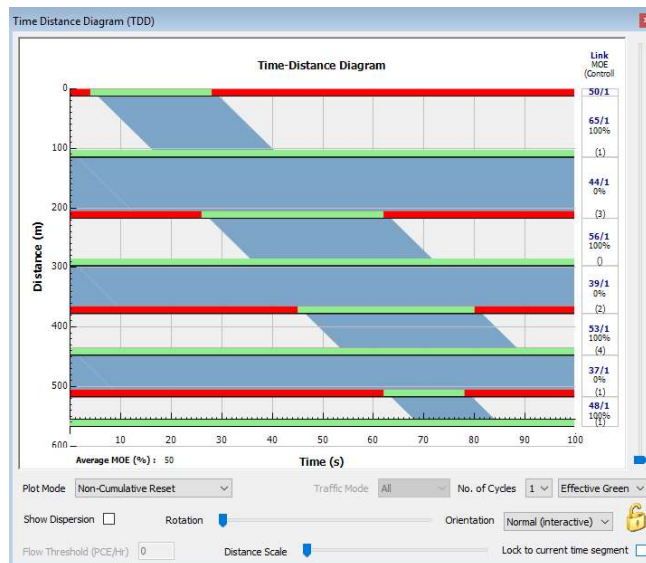 Time Distance Diagram (TDD)
Time-Distance Diagram
Link
MOE
(Controll
0
50/1
65/1
100%
100
(1)
44/1
0%
200
(3)
56/1
100%
300
()
39/1
0%
(2)
400
53/1
100%
(4)
37/1
0%
500
(1)
48/1
100%
(1)
600
Distance (m)
10 20 30 40 50 60 70 80 90 100
Average MOE (%) : 50
Time (s)
Plot Mode Non-Cumulative Reset Traffic Mode All No. of Cycles 1 Effective Green
Show Dispersion Rotation Orientation Normal (interactive)
Flow Threshold (PCE/Hr) 0 Distance Scale Lock to current time segment